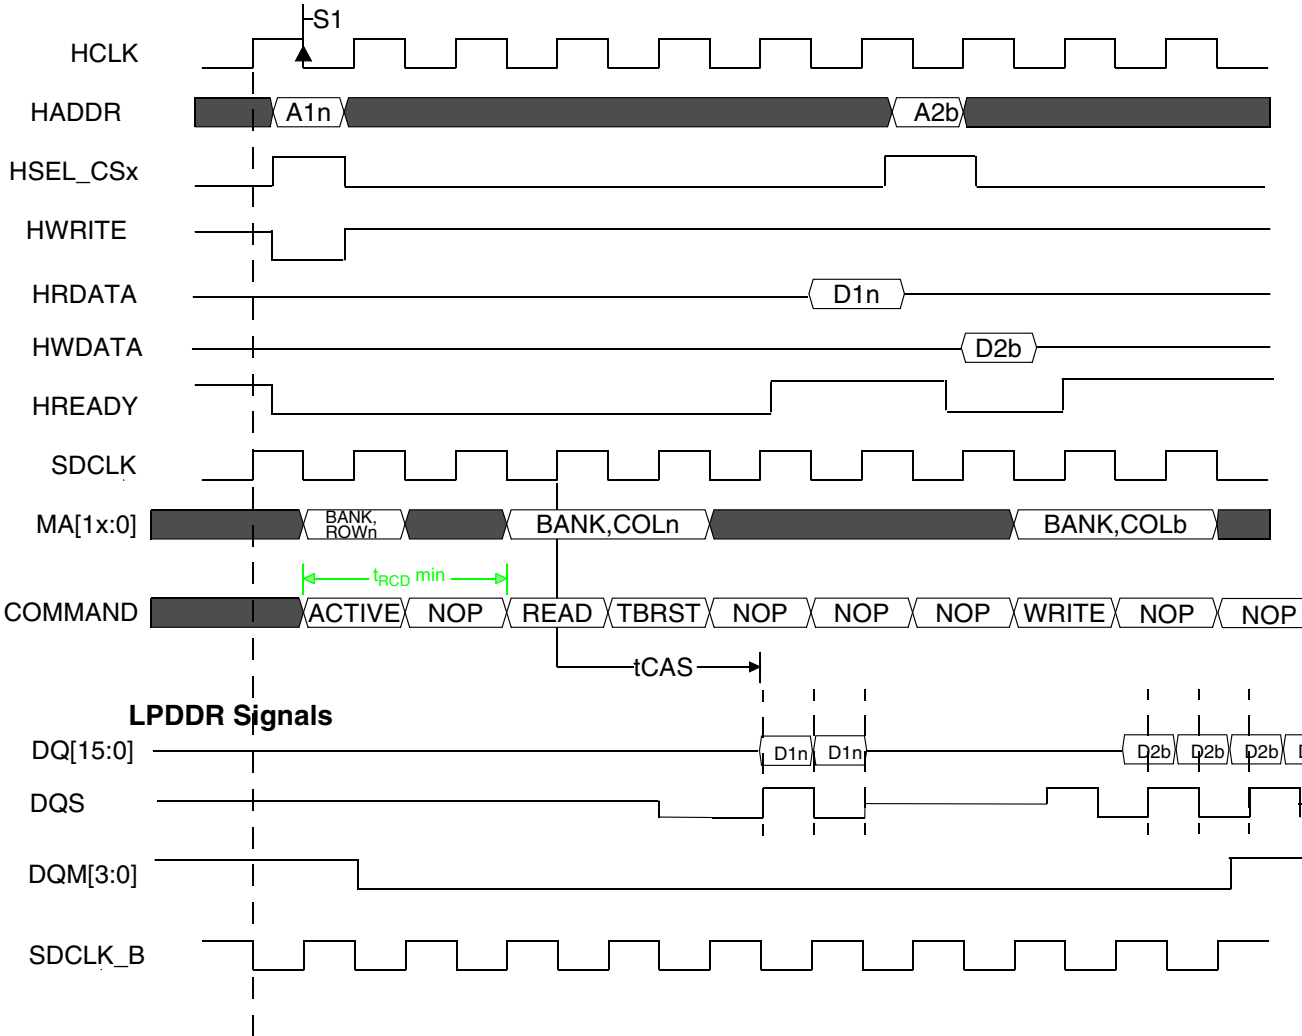 S1
HCLK
HADDR A1n A2b
HSEL_CSx
HWRITE
HRDATA D1n
HWDATA D2b
HREADY
SDCLK
MA[1x:0] BANK, ROWn BANK,COLn BANK,COLb
tRCD min
COMMAND ACTIVE NOP READ TBRST NOP NOP NOP WRITE NOP NOP
tCAS
LPDDR Signals
DQ[15:0] D1n D1n D2b D2b D2b
DQS
DQM[3:0]
SDCLK_B